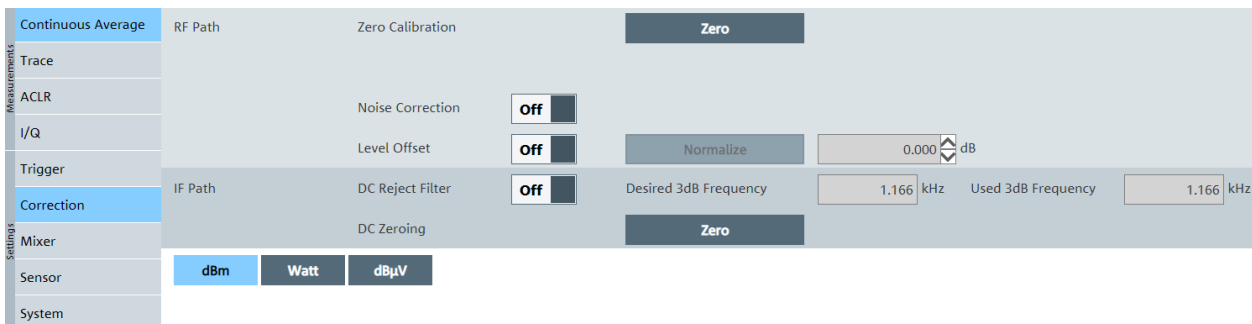 Measurements
Continuous Average
Trace
ACLR
I/Q
Settings
Trigger
Correction
Mixer
Sensor
System
RF Path Zero Calibration Zero
Noise Correction Off
Level Offset Off Normalize 0.000 dB
IF Path DC Reject Filter Off Desired 3dB Frequency 1.166 kHz Used 3dB Frequency 1.166 kHz
DC Zeroing Zero
dBm Watt dBµV